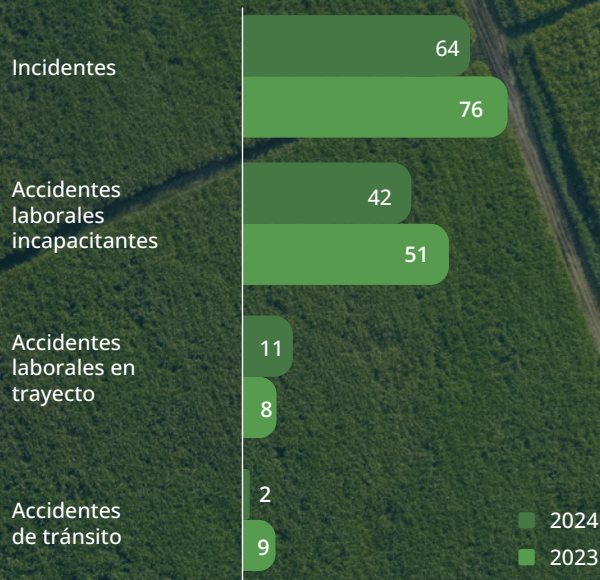 Incidentes
64
76
Accidentes
laborales
incapacitantes
42
51
Accidentes
laborales en
trayecto
11
8
Accidentes
de tránsito
2
9
2024
2023